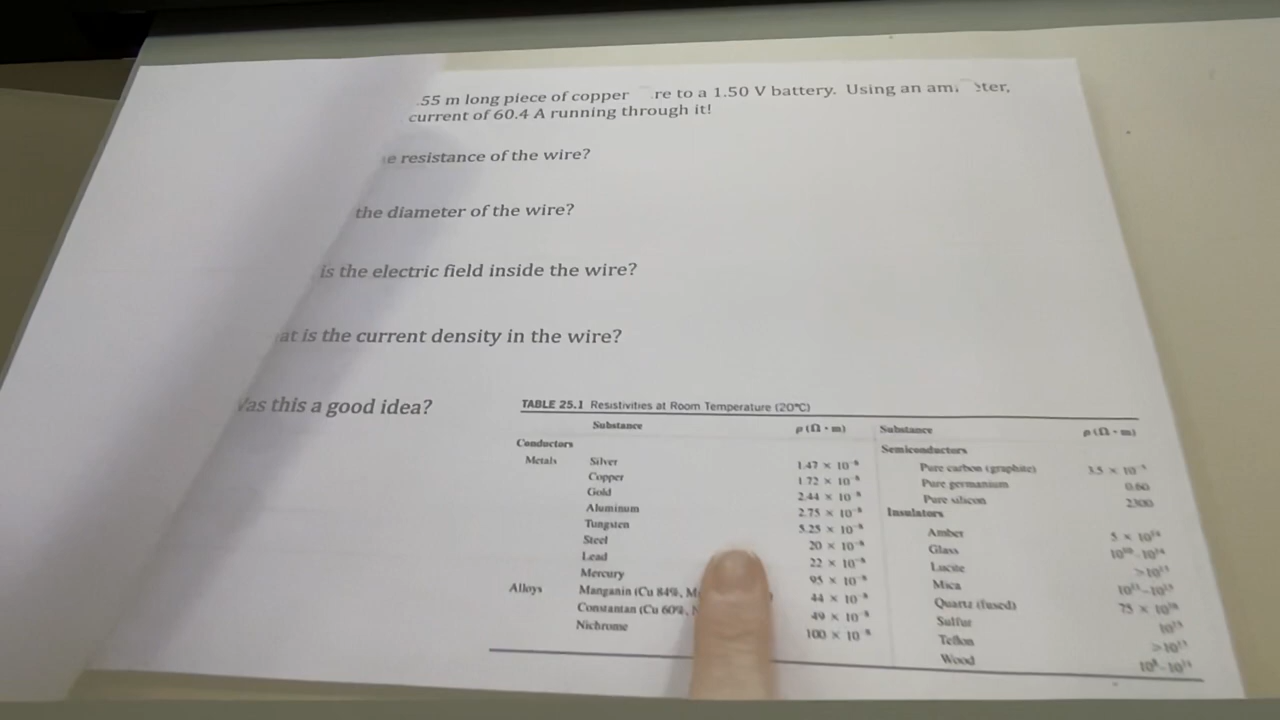 .55 m long piece of copper re to a 1.50 V battery. Using an am ter,
current of 60.4 A running through it!
e resistance of the wire?
the diameter of the wire?
is the electric field inside the wire?
at is the current density in the wire?
Was this a good idea?
TABLE 25.1 Resistivities at Room Temperature (20°C)
Substance ρ (Ω · m) Substance ρ (Ω · m)
Conductors Semiconductors
Metals Silver 1.47 × 10⁻⁸ Pure carbon (graphite) 3.5 × 10
Copper 1.72 × 10⁻⁸ Pure germanium 0.60
Gold 2.44 × 10⁻⁸ Pure silicon 2300
Aluminum 2.75 × 10⁻⁸ Insulators
Tungsten 5.25 × 10⁻⁸ Amber 5 × 10¹⁴
Steel 20 × 10⁻⁸ Glass 10¹⁰–10¹⁴
Lead 22 × 10⁻⁸ Lucite >10¹³
Mercury 95 × 10⁻⁸ Mica 10¹¹–10¹⁵
Alloys Manganin (Cu 84%, M 44 × 10⁻⁸ Quartz (fused) 75 × 10¹⁶
Constantan (Cu 60%, N 49 × 10⁻⁸ Sulfur 10¹⁵
Nichrome 100 × 10⁻⁸ Teflon >10¹³
Wood 10⁸–10¹¹